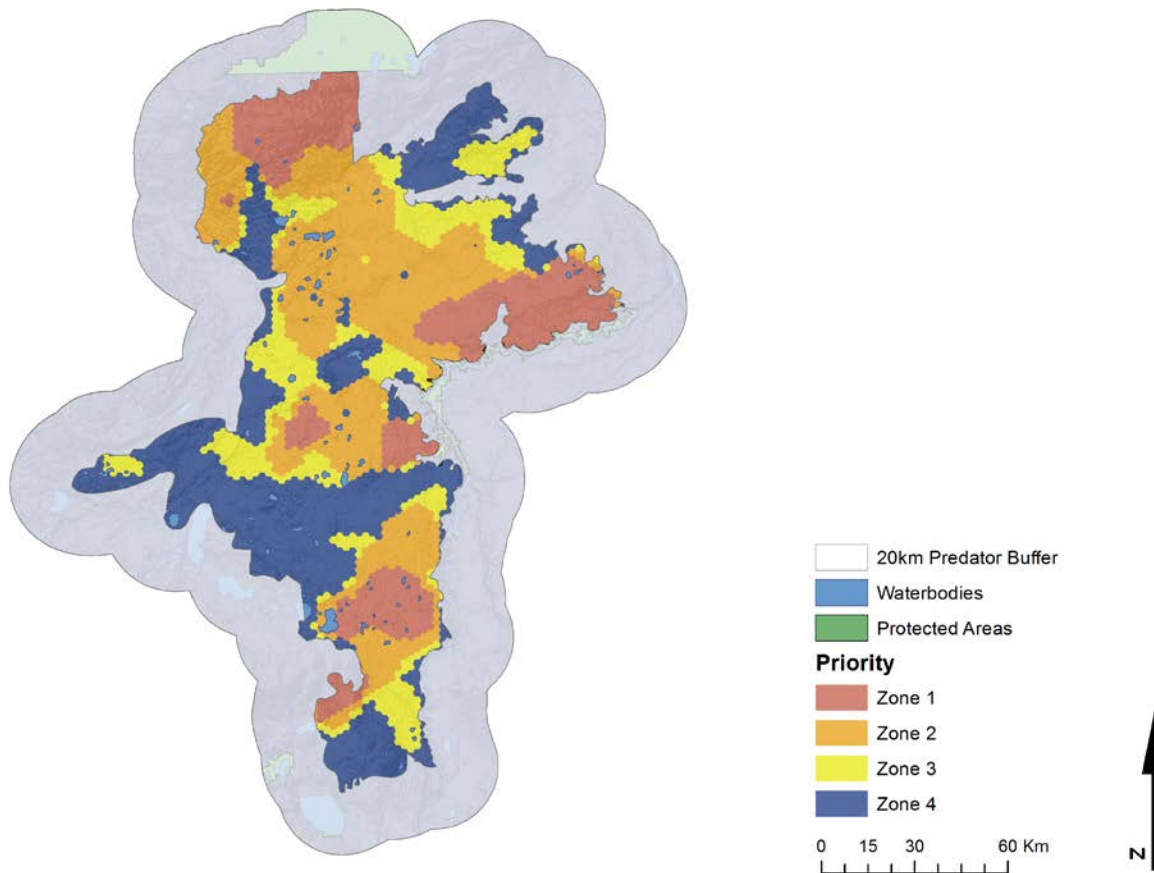 20km Predator Buffer
Waterbodies
Protected Areas
Priority
Zone 1
Zone 2
Zone 3
Zone 4
0 15 30 60 Km
N